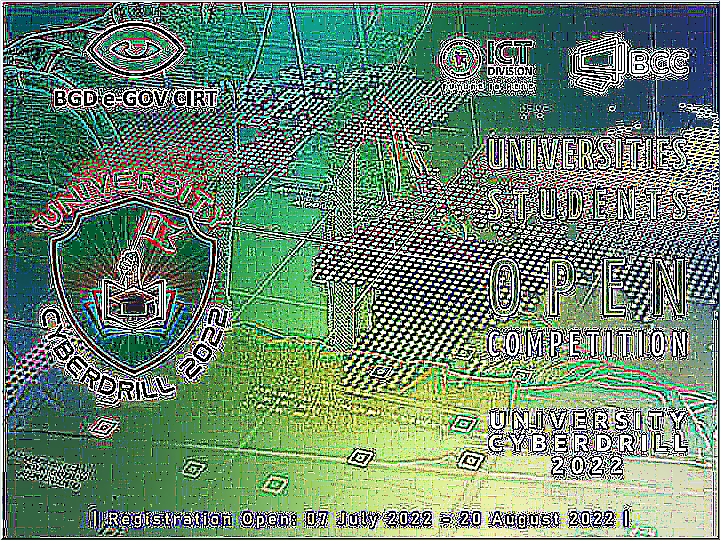 BGD e-GOV CIRT
ICT
DIVISION
BCC
UNIVERSITIES
STUDENTS
OPEN
COMPETITION
UNIVERSITY
CYBERDRILL 2022
UNIVERSITY
CYBERDRILL
2022
| Registration Open: 07 July 2022 - 20 August 2022 |